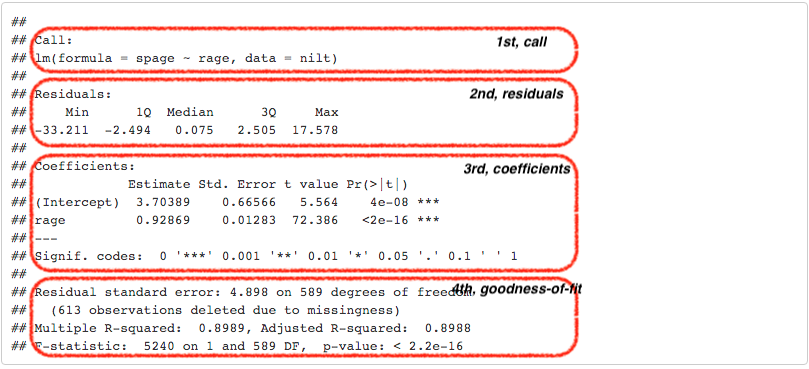 ##
## Call: 1st, call
## lm(formula = spage ~ rage, data = nilt)
##
## Residuals: 2nd, residuals
## Min 1Q Median 3Q Max
## -33.211 -2.494 0.075 2.505 17.578
##
## Coefficients: 3rd, coefficients
## Estimate Std. Error t value Pr(>|t|)
## (Intercept) 3.70389 0.66566 5.564 4e-08 ***
## rage 0.92869 0.01283 72.386 <2e-16 ***
## ---
## Signif. codes: 0 '***' 0.001 '**' 0.01 '*' 0.05 '.' 0.1 ' ' 1
##
## Residual standard error: 4.898 on 589 degrees of freedom 4th, goodness-of-fit
## (613 observations deleted due to missingness)
## Multiple R-squared: 0.8989, Adjusted R-squared: 0.8988
## F-statistic: 5240 on 1 and 589 DF, p-value: < 2.2e-16